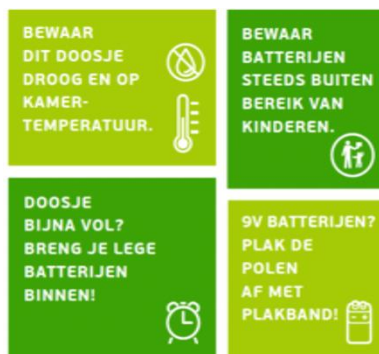 BEWAAR
DIT DOOSJE
DROOG EN OP
KAMER-
TEMPERATUUR.
BEWAAR
BATTERIJEN
STEEDS BUITEN
BEREIK VAN
KINDEREN.
DOOSJE
BIJNA VOL?
BRENG JE LEGE
BATTERIJEN
BINNEN!
9V BATTERIJEN?
PLAK DE
POLEN
AF MET
PLAKBAND!